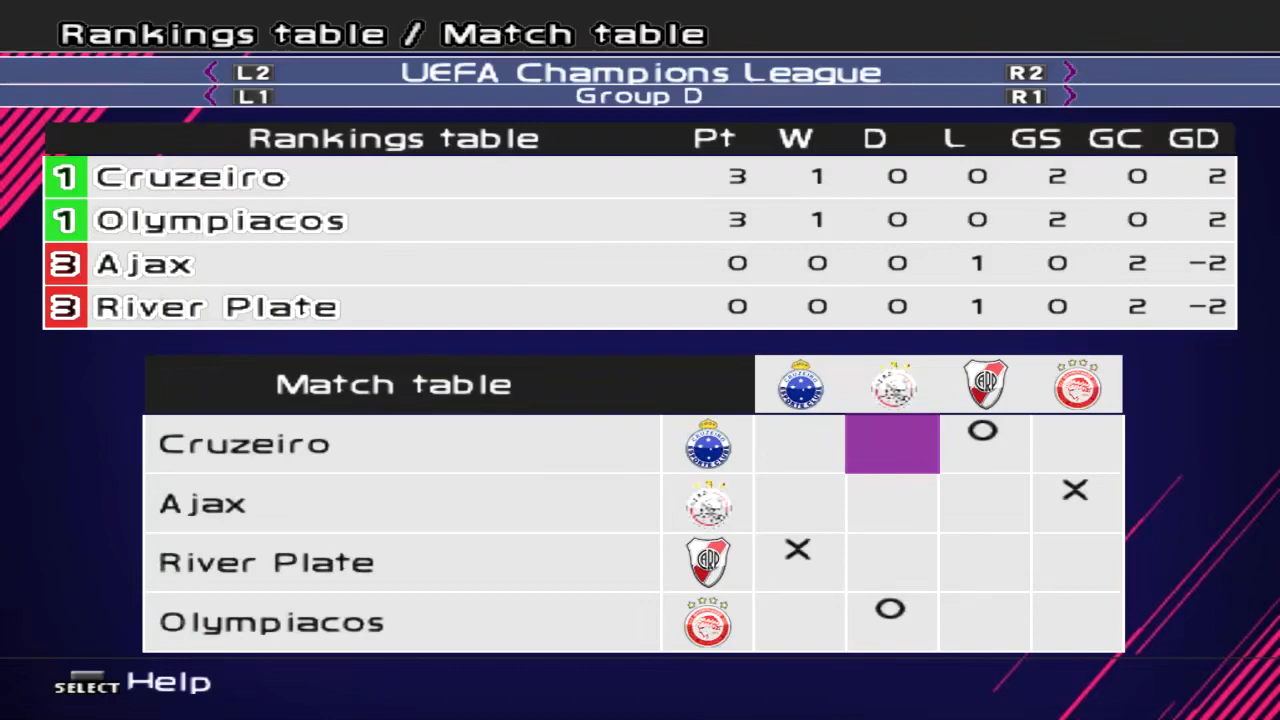 Rankings table / Match table
L2 UEFA Champions League R2
L1 Group D R1
Rankings table Pt W D L GS GC GD
1 Cruzeiro 3 1 0 0 2 0 2
1 Olympiacos 3 1 0 0 2 0 2
3 Ajax 0 0 0 1 0 2 -2
3 River Plate 0 0 0 1 0 2 -2
Match table
Cruzeiro O
Ajax X
River Plate X
Olympiacos O
SELECT Help